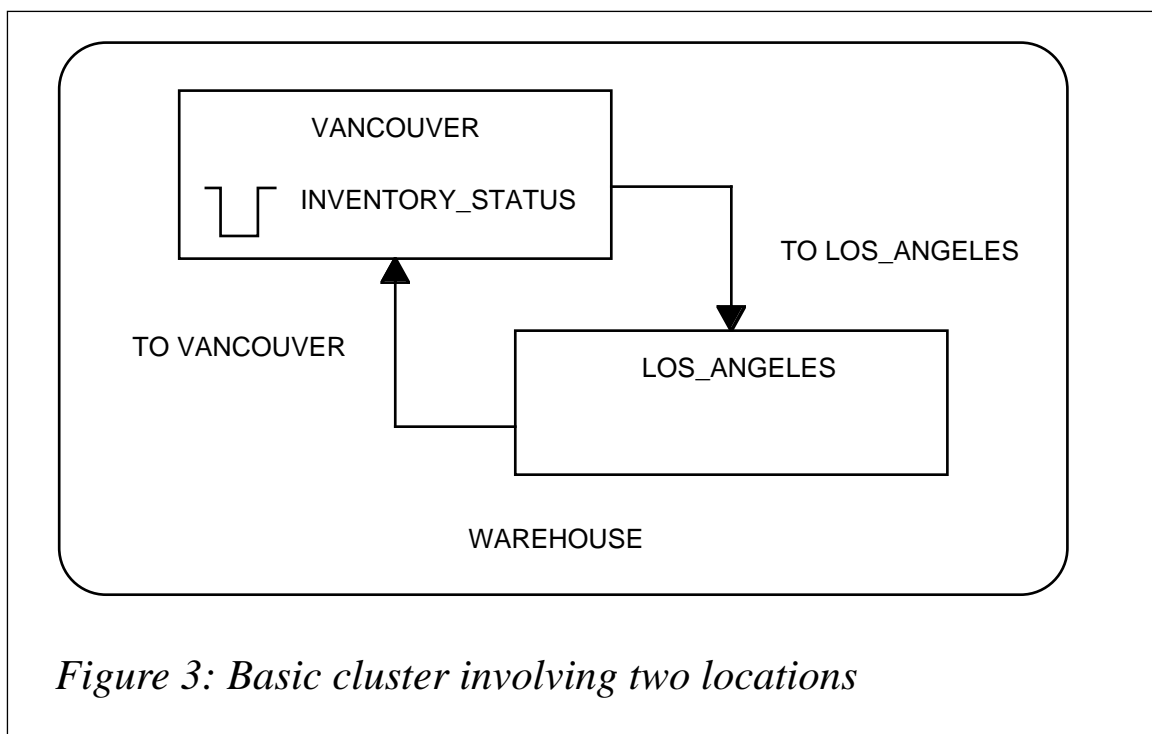 VANCOUVER
INVENTORY_STATUS
TO LOS_ANGELES
TO VANCOUVER
LOS_ANGELES
WAREHOUSE
Figure 3: Basic cluster involving two locations